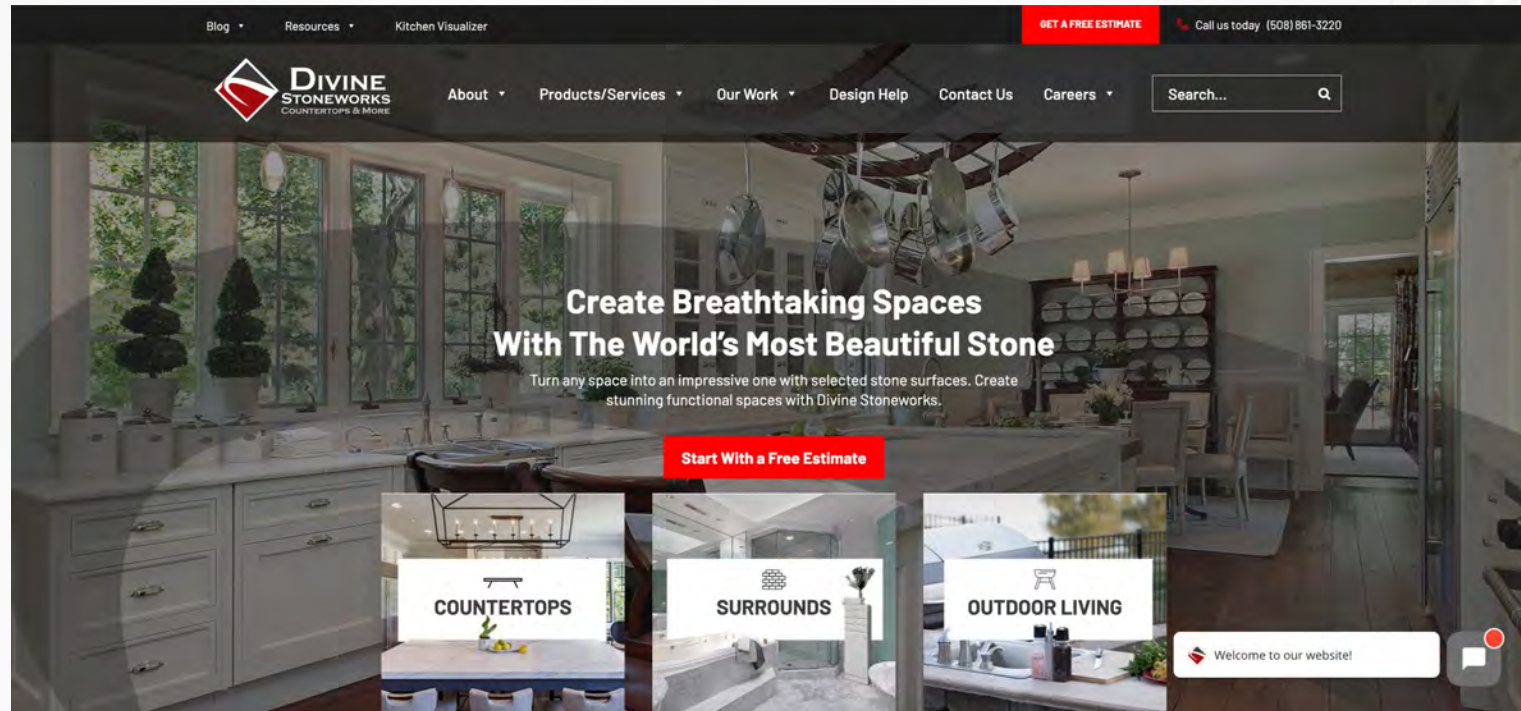 Blog
Resources
Kitchen Visualizer
GET A FREE ESTIMATE
Call us today (508) 861-3220
DIVINE
STONEWORKS
COUNTERTOPS & MORE
About
Products/Services
Our Work
Design Help
Contact Us
Careers
Search...
Create Breathtaking Spaces
With The World's Most Beautiful Stone
Turn any space into an impressive one with selected stone surfaces. Create
stunning functional spaces with Divine Stoneworks.
Start With a Free Estimate
COUNTERTOPS
SURROUNDS
OUTDOOR LIVING
Welcome to our website!